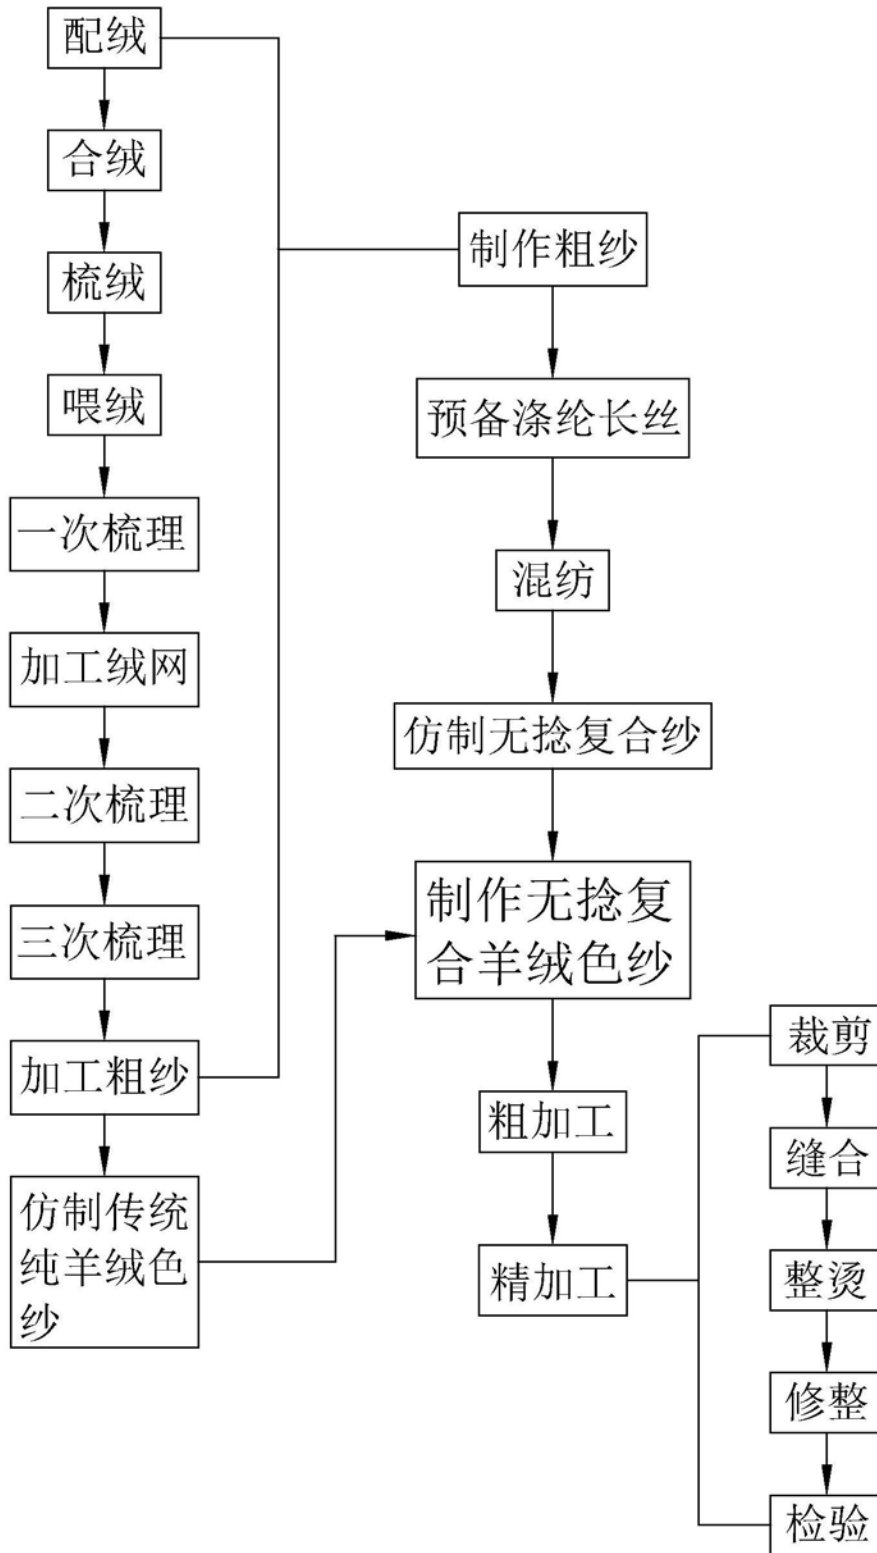 配绒
合绒
梳绒
喂绒
一次梳理
加工绒网
二次梳理
三次梳理
加工粗纱
仿制传统
纯羊绒色
纱
制作粗纱
预备涤纶长丝
混纺
仿制无捻复合纱
制作无捻复
合羊绒色纱
粗加工
精加工
裁剪
缝合
整烫
修整
检验